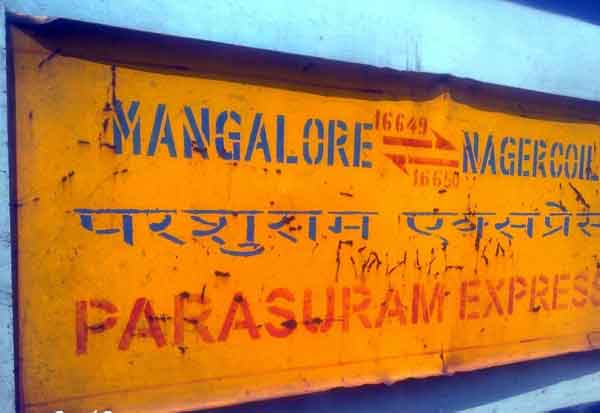 MANGALORE 16649 16650 NAGERCOIL
परशुराम एक्सप्रेस
PARASURAM EXPRESS